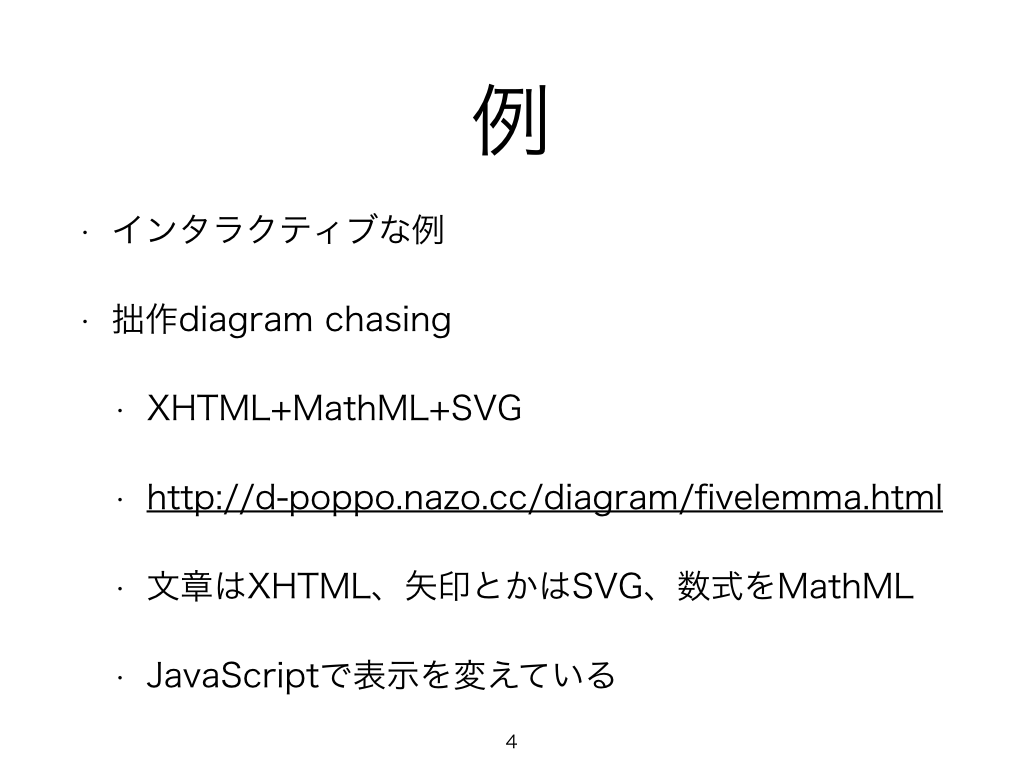 例
・ インタラクティブな例
・ 拙作diagram chasing
・ XHTML+MathML+SVG
・ http://d-poppo.nazo.cc/diagram/fivelemma.html
・ 文章はXHTML、矢印とかはSVG、数式をMathML
・ JavaScriptで表示を変えている
4